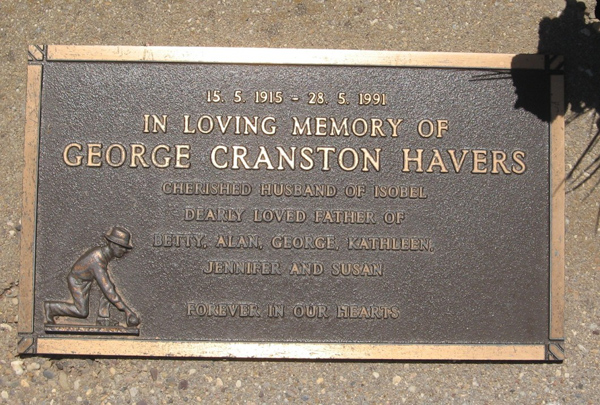 15. 5. 1915 - 28. 5. 1991
IN LOVING MEMORY OF
GEORGE CRANSTON HAVERS
CHERISHED HUSBAND OF ISOBEL
DEARLY LOVED FATHER OF
BETTY, ALAN, GEORGE, KATHLEEN,
JENNIFER AND SUSAN
FOREVER IN OUR HEARTS